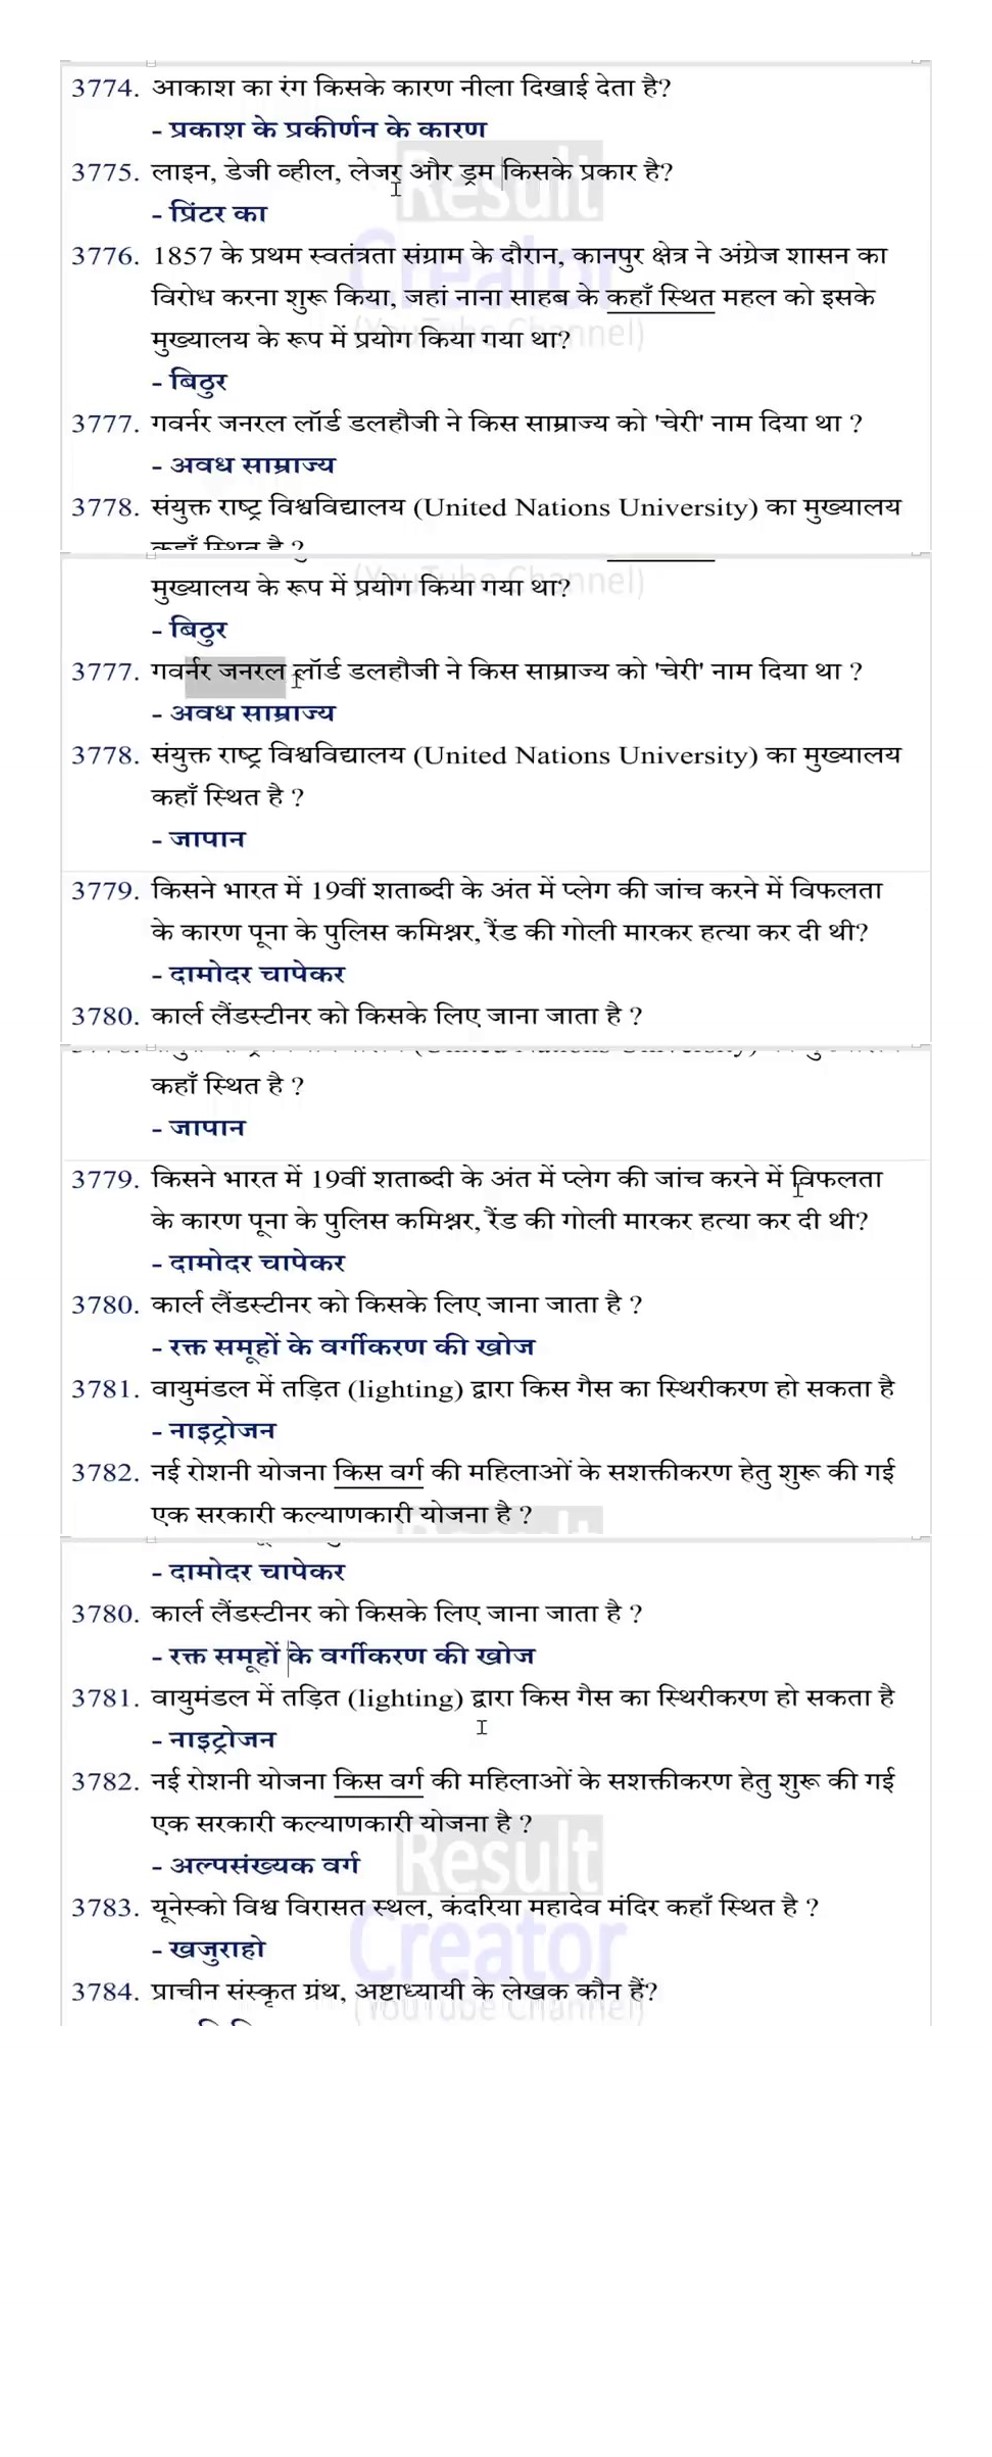 3774. आकाश का रंग किसके कारण नीला दिखाई देता है?
- प्रकाश के प्रकीर्णन के कारण
3775. लाइन, डेजी व्हील, लेजर और ड्रम किसके प्रकार है?
- प्रिंटर का
3776. 1857 के प्रथम स्वतंत्रता संग्राम के दौरान, कानपुर क्षेत्र ने अंग्रेज शासन का
विरोध करना शुरू किया, जहां नाना साहब के कहाँ स्थित महल को इसके
मुख्यालय के रूप में प्रयोग किया गया था?
- बिठुर
3777. गवर्नर जनरल लॉर्ड डलहौजी ने किस साम्राज्य को 'चेरी' नाम दिया था ?
- अवध साम्राज्य
3778. संयुक्त राष्ट्र विश्वविद्यालय (United Nations University) का मुख्यालय
कहाँ स्थित है ?
मुख्यालय के रूप में प्रयोग किया गया था?
- बिठुर
3777. गवर्नर जनरल लॉर्ड डलहौजी ने किस साम्राज्य को 'चेरी' नाम दिया था ?
- अवध साम्राज्य
3778. संयुक्त राष्ट्र विश्वविद्यालय (United Nations University) का मुख्यालय
कहाँ स्थित है ?
- जापान
3779. किसने भारत में 19वीं शताब्दी के अंत में प्लेग की जांच करने में विफलता
के कारण पूना के पुलिस कमिश्नर, रैंड की गोली मारकर हत्या कर दी थी?
- दामोदर चापेकर
3780. कार्ल लैंडस्टीनर को किसके लिए जाना जाता है ?
कहाँ स्थित है ?
- जापान
3779. किसने भारत में 19वीं शताब्दी के अंत में प्लेग की जांच करने में विफलता
के कारण पूना के पुलिस कमिश्नर, रैंड की गोली मारकर हत्या कर दी थी?
- दामोदर चापेकर
3780. कार्ल लैंडस्टीनर को किसके लिए जाना जाता है ?
- रक्त समूहों के वर्गीकरण की खोज
3781. वायुमंडल में तड़ित (lighting) द्वारा किस गैस का स्थिरीकरण हो सकता है
- नाइट्रोजन
3782. नई रोशनी योजना किस वर्ग की महिलाओं के सशक्तीकरण हेतु शुरू की गई
एक सरकारी कल्याणकारी योजना है ?
- दामोदर चापेकर
3780. कार्ल लैंडस्टीनर को किसके लिए जाना जाता है ?
- रक्त समूहों के वर्गीकरण की खोज
3781. वायुमंडल में तड़ित (lighting) द्वारा किस गैस का स्थिरीकरण हो सकता है
- नाइट्रोजन
3782. नई रोशनी योजना किस वर्ग की महिलाओं के सशक्तीकरण हेतु शुरू की गई
एक सरकारी कल्याणकारी योजना है ?
- अल्पसंख्यक वर्ग
3783. यूनेस्को विश्व विरासत स्थल, कंदरिया महादेव मंदिर कहाँ स्थित है ?
- खजुराहो
3784. प्राचीन संस्कृत ग्रंथ, अष्टाध्यायी के लेखक कौन हैं?
Result
Creator
(YouTube Channel)